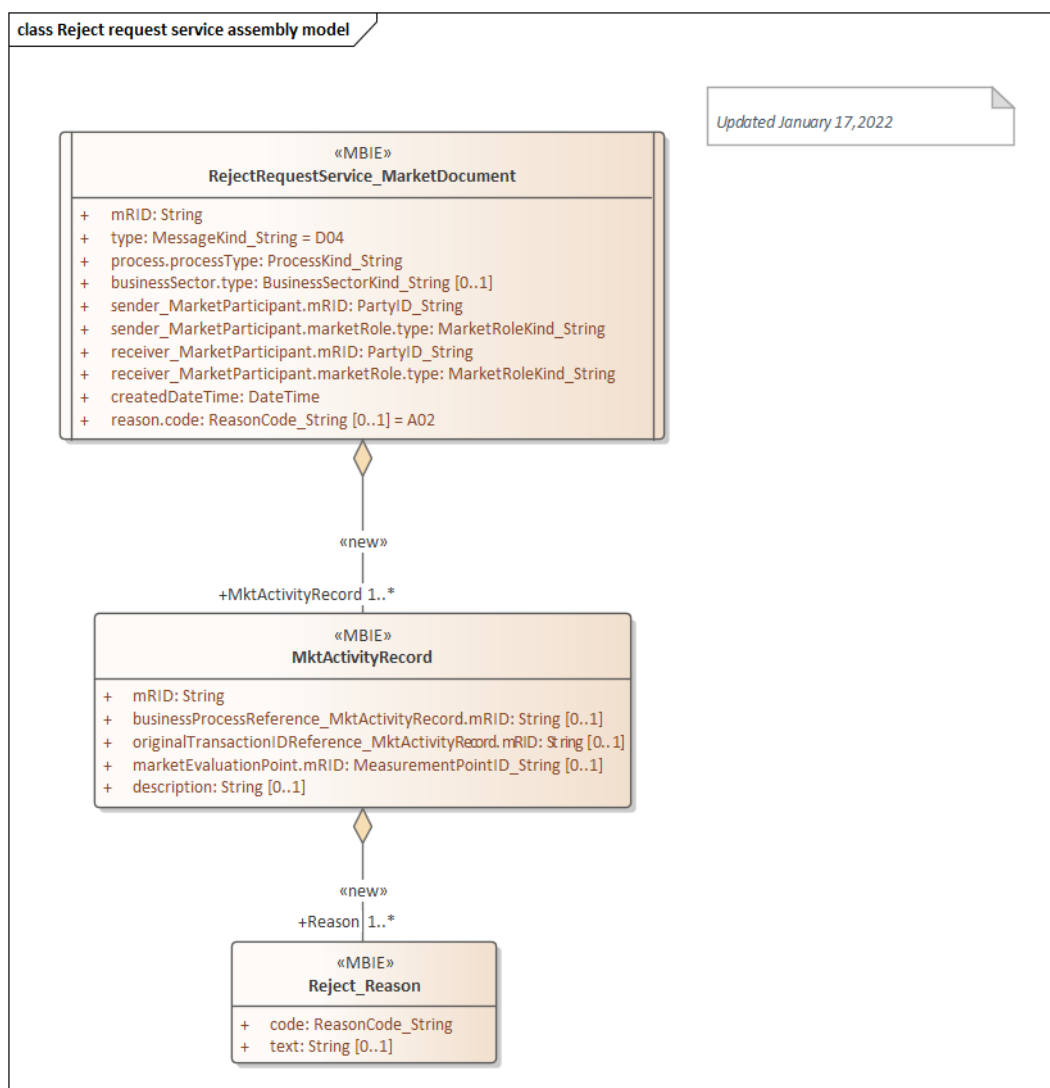 class Reject request service assembly model
Updated January 17,2022
«MBIE»
RejectRequestService_MarketDocument
+ mRID: String
+ type: MessageKind_String = D04
+ process.processType: ProcessKind_String
+ businessSector.type: BusinessSectorKind_String [0..1]
+ sender_MarketParticipant.mRID: PartyID_String
+ sender_MarketParticipant.marketRole.type: MarketRoleKind_String
+ receiver_MarketParticipant.mRID: PartyID_String
+ receiver_MarketParticipant.marketRole.type: MarketRoleKind_String
+ createdDateTime: DateTime
+ reason.code: ReasonCode_String [0..1] = A02
«new»
+MktActivityRecord 1..*
«MBIE»
MktActivityRecord
+ mRID: String
+ businessProcessReference_MktActivityRecord.mRID: String [0..1]
+ originalTransactionIDReference_MktActivityRecord.mRID: String [0..1]
+ marketEvaluationPoint.mRID: MeasurementPointID_String [0..1]
+ description: String [0..1]
«new»
+Reason 1..*
«MBIE»
Reject_Reason
+ code: ReasonCode_String
+ text: String [0..1]